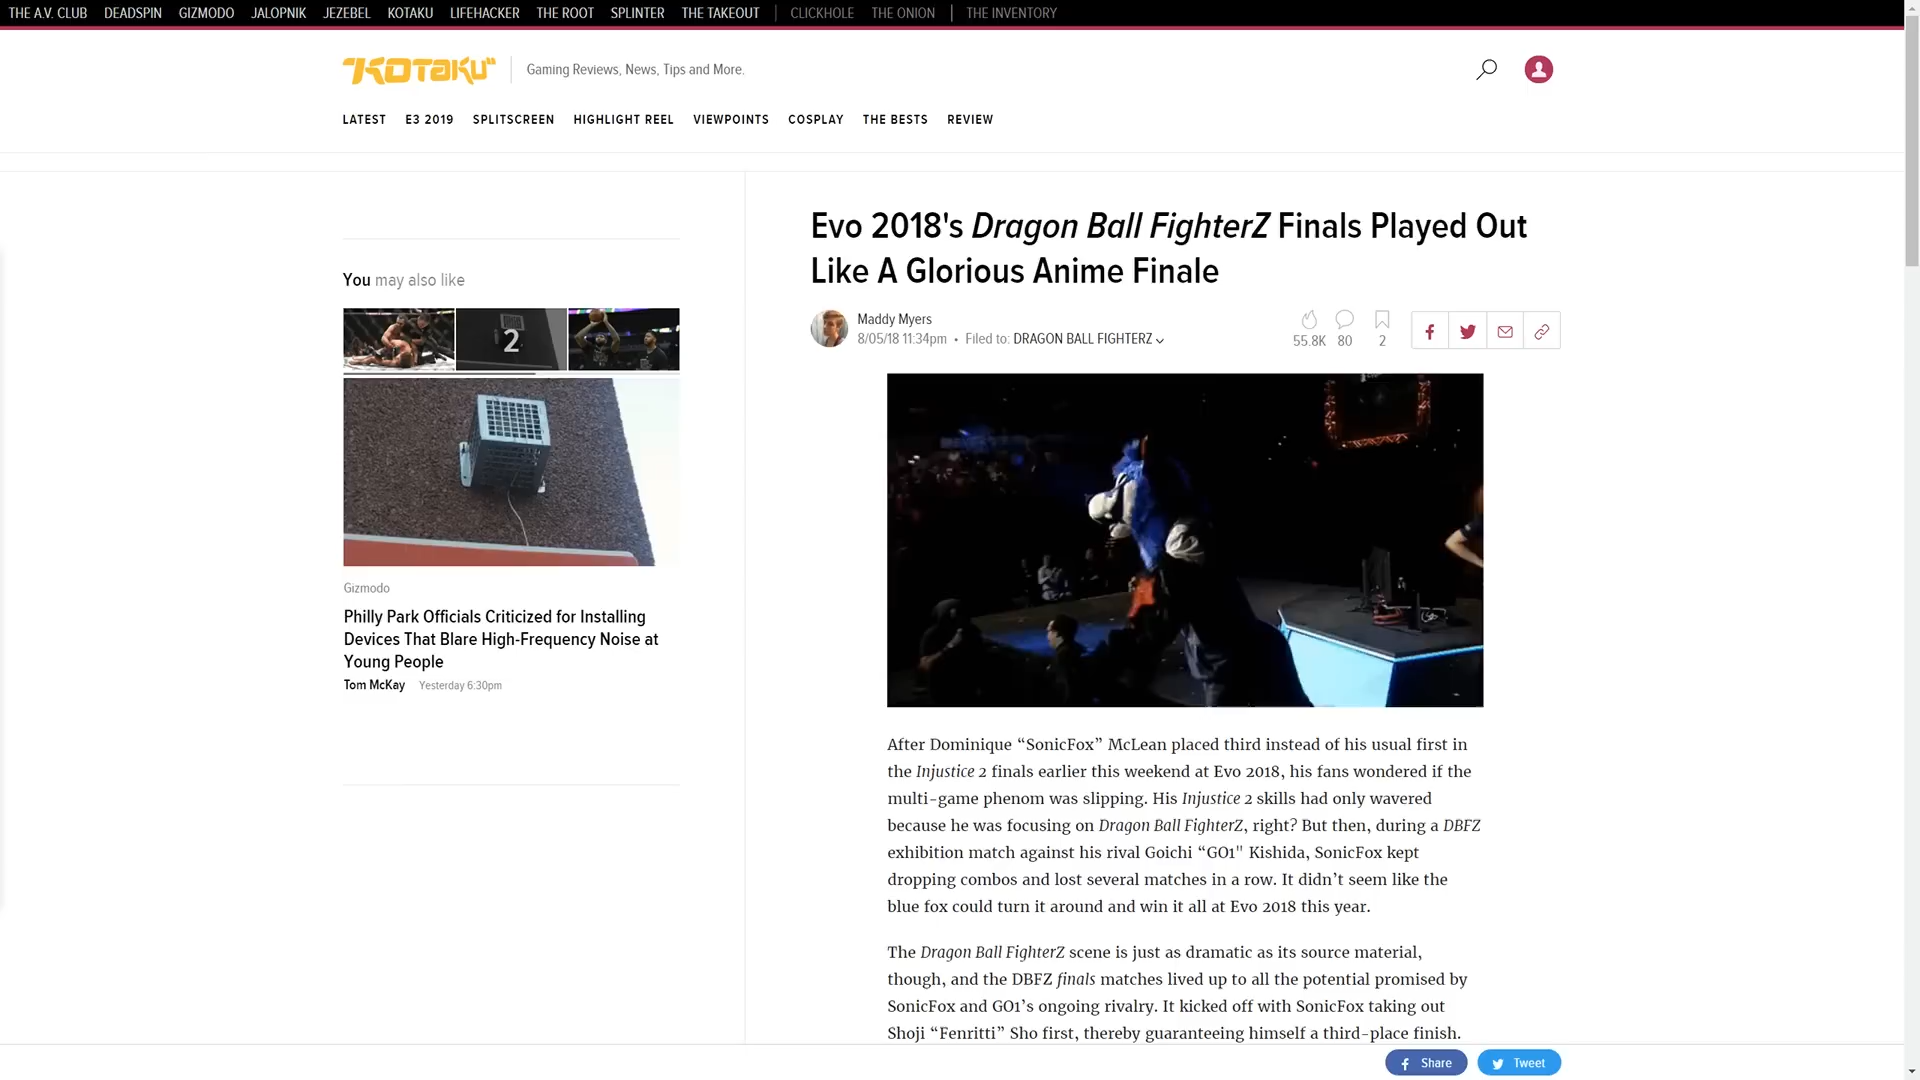 THE A.V. CLUB DEADSPIN GIZMODO JALOPNIK JEZEBEL KOTAKU LIFEHACKER THE ROOT SPLINTER THE TAKEOUT CLICKHOLE THE ONION THE INVENTORY
KOTAKU Gaming Reviews, News, Tips and More.
LATEST E3 2019 SPLITSCREEN HIGHLIGHT REEL VIEWPOINTS COSPLAY THE BESTS REVIEW
You may also like
2
Gizmodo
Philly Park Officials Criticized for Installing
Devices That Blare High-Frequency Noise at
Young People
Tom McKay Yesterday 6:30pm
Evo 2018's Dragon Ball FighterZ Finals Played Out
Like A Glorious Anime Finale
Maddy Myers
8/05/18 11:34pm • Filed to: DRAGON BALL FIGHTERZ
55.8K 80 2
After Dominique “SonicFox” McLean placed third instead of his usual first in
the Injustice 2 finals earlier this weekend at Evo 2018, his fans wondered if the
multi-game phenom was slipping. His Injustice 2 skills had only wavered
because he was focusing on Dragon Ball FighterZ, right? But then, during a DBFZ
exhibition match against his rival Goichi “GO1" Kishida, SonicFox kept
dropping combos and lost several matches in a row. It didn’t seem like the
blue fox could turn it around and win it all at Evo 2018 this year.
The Dragon Ball FighterZ scene is just as dramatic as its source material,
though, and the DBFZ finals matches lived up to all the potential promised by
SonicFox and GO1’s ongoing rivalry. It kicked off with SonicFox taking out
Shoji “Fenritti” Sho first, thereby guaranteeing himself a third-place finish.
Share Tweet